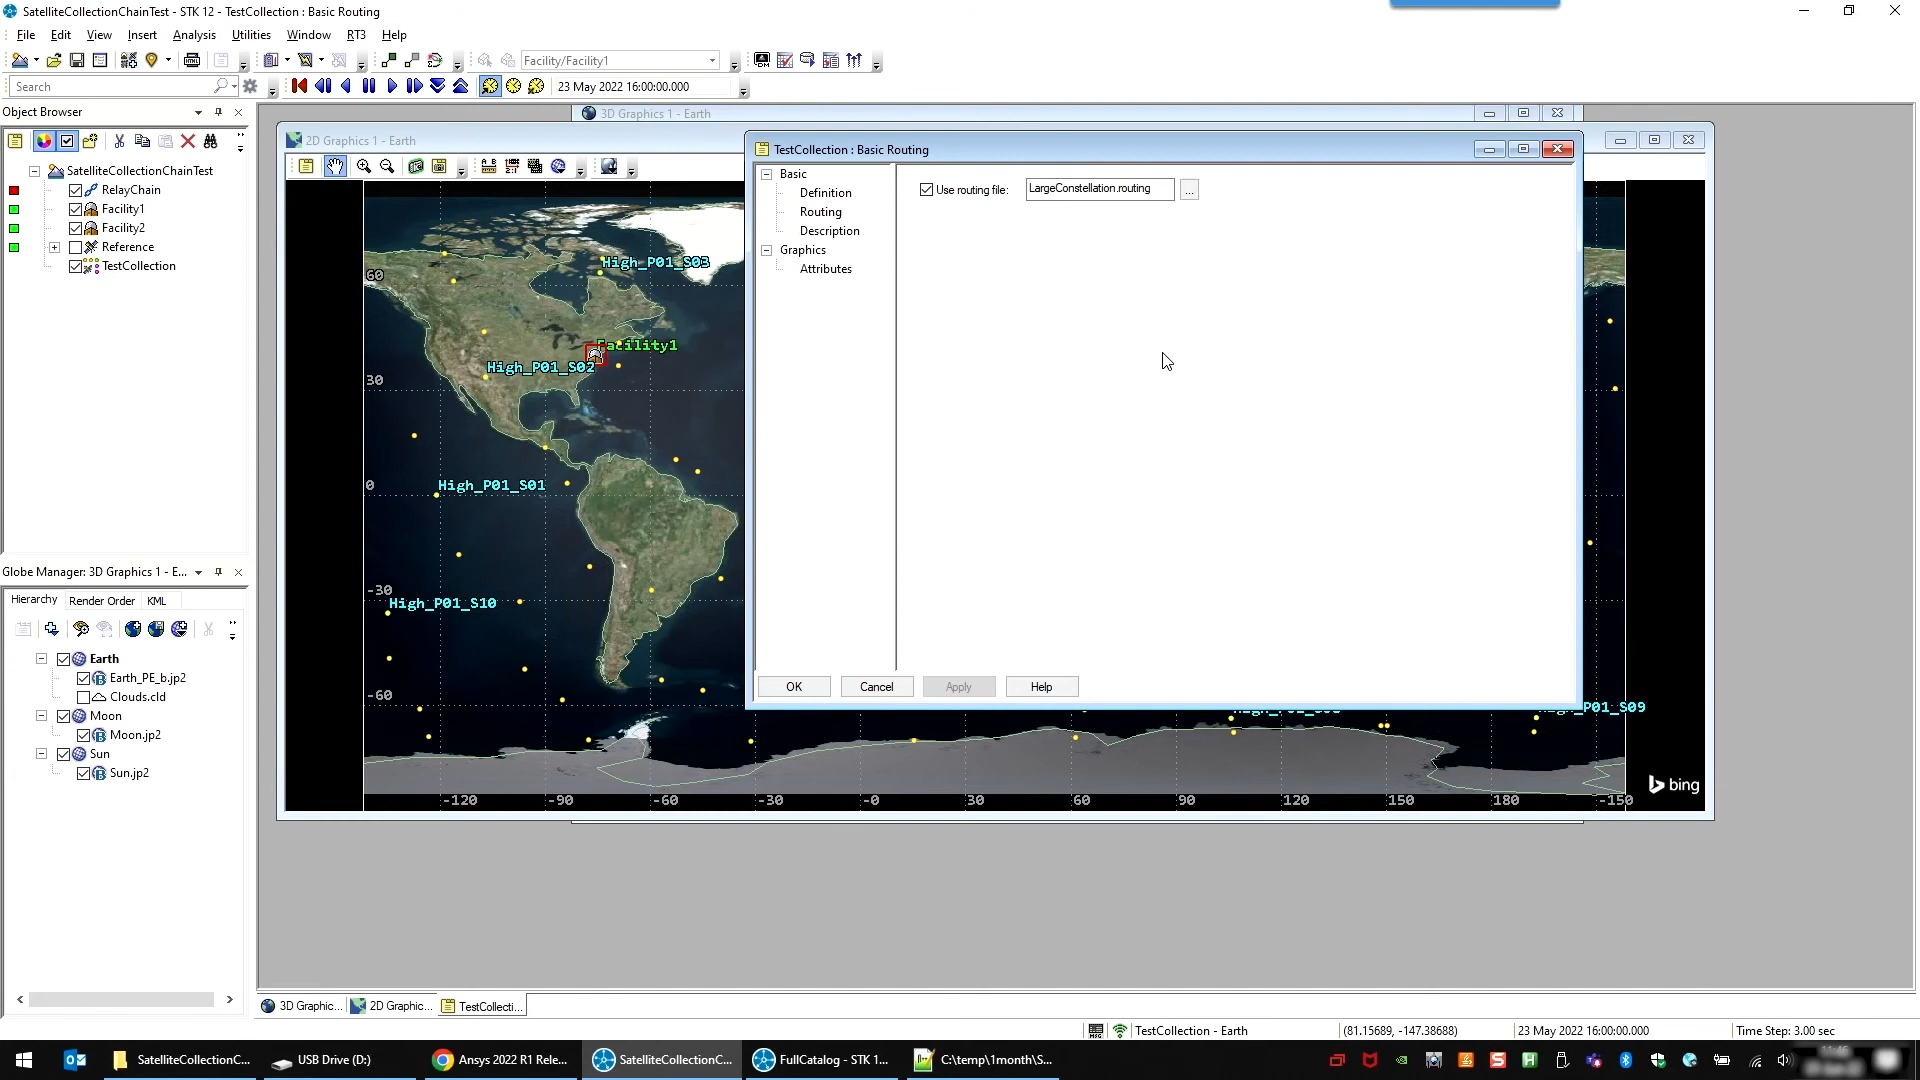 SatelliteCollectionChainTest - STK 12 - TestCollection : Basic Routing
File Edit View Insert Analysis Utilities Window RT3 Help
Facility/Facility1
Search
23 May 2022 16:00:00.000
Object Browser
SatelliteCollectionChainTest
RelayChain
Facility1
Facility2
Reference
TestCollection
Globe Manager: 3D Graphics 1 - E...
Hierarchy Render Order KML
Earth
Earth_PE_b.jp2
Clouds.cld
Moon
Moon.jp2
Sun
Sun.jp2
3D Graphics 1 - Earth
2D Graphics 1 - Earth
High_P01_S03
60
Facility1
High_P01_S02
30
High_P01_S01
0
-30
High_P01_S10
-60
_P01_S09
-120 -90 -60 -30 -0 30 60 90 120 150 180 -150
bing
TestCollection : Basic Routing
Basic
Definition
Routing
Description
Graphics
Attributes
Use routing file: LargeConstellation.routing ...
OK Cancel Apply Help
3D Graphic... 2D Graphic... TestCollecti...
TestCollection - Earth (81.15689, -147.38688) 23 May 2022 16:00:00.000 Time Step: 3.00 sec
SatelliteCollectionC... USB Drive (D:) Ansys 2022 R1 Rele... SatelliteCollectionC... FullCatalog - STK 1... C:\temp\1month\S...